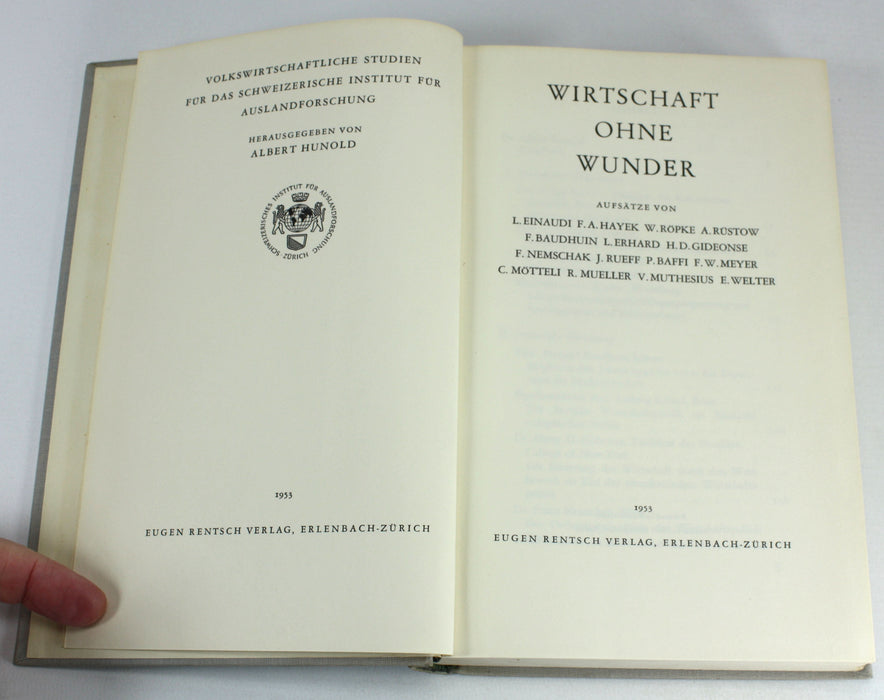 VOLKSWIRTSCHAFTLICHE STUDIEN
FÜR DAS SCHWEIZERISCHE INSTITUT FÜR
AUSLANDFORSCHUNG
HERAUSGEGEBEN VON
ALBERT HUNOLD
SCHWEIZERISCHES INSTITUT FÜR AUSLANDFORSCHUNG
· ZÜRICH ·
1953
EUGEN RENTSCH VERLAG, ERLENBACH-ZÜRICH
WIRTSCHAFT
OHNE
WUNDER
AUFSÄTZE VON
L. EINAUDI F. A. HAYEK W. RÖPKE A. RÜSTOW
F. BAUDHUIN L. ERHARD H. D. GIDEONSE
F. NEMSCHAK J. RUEFF P. BAFFI F. W. MEYER
C. MÖTTELI R. MUELLER V. MUTHESIUS E. WELTER
1953
EUGEN RENTSCH VERLAG, ERLENBACH-ZÜRICH